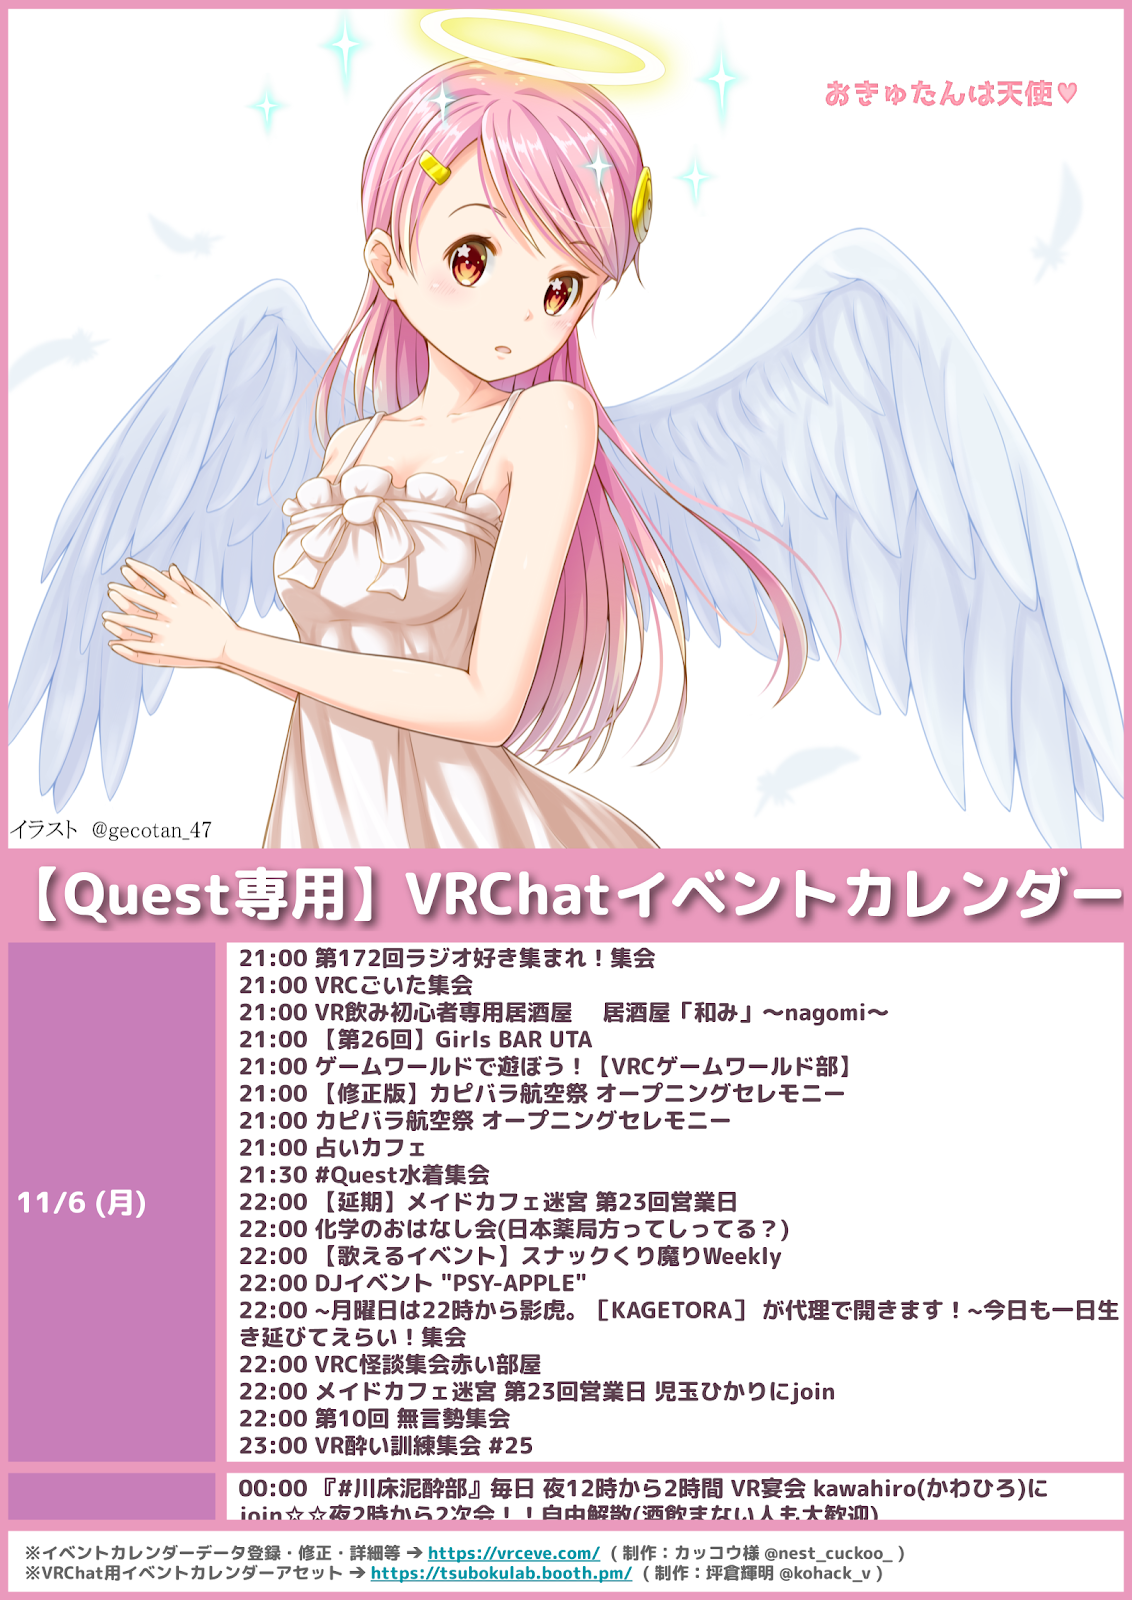 おきゅたんは天使♥
イラスト @gecotan_47
【Quest専用】VRChatイベントカレンダー
11/6 (月)
21:00 第172回ラジオ好き集まれ！集会
21:00 VRCごいた集会
21:00 VR飲み初心者専用居酒屋　居酒屋「和み」～nagomi～
21:00 【第26回】Girls BAR UTA
21:00 ゲームワールドで遊ぼう！【VRCゲームワールド部】
21:00 【修正版】カピバラ航空祭 オープニングセレモニー
21:00 カピバラ航空祭 オープニングセレモニー
21:00 占いカフェ
21:30 #Quest水着集会
22:00 【延期】メイドカフェ迷宮 第23回営業日
22:00 化学のおはなし会(日本薬局方ってしってる？)
22:00 【歌えるイベント】スナックくり魔りWeekly
22:00 DJイベント "PSY-APPLE"
22:00 ~月曜日は22時から影虎。［KAGETORA］ が代理で開きます！~今日も一日生
き延びてえらい！集会
22:00 VRC怪談集会赤い部屋
22:00 メイドカフェ迷宮 第23回営業日 児玉ひかりにjoin
22:00 第10回 無言勢集会
23:00 VR酔い訓練集会 #25
00:00 『#川床泥酔部』毎日 夜12時から2時間 VR宴会 kawahiro(かわひろ)に
join☆☆夜2時から2次会！！自由解散(酒飲まない人も大歓迎)
※イベントカレンダーデータ登録・修正・詳細等 ➔ https://vrceve.com/ ( 制作：カッコウ様 @nest_cuckoo_ )
※VRChat用イベントカレンダーアセット ➔ https://tsubokulab.booth.pm/ ( 制作：坪倉輝明 @kohack_v )